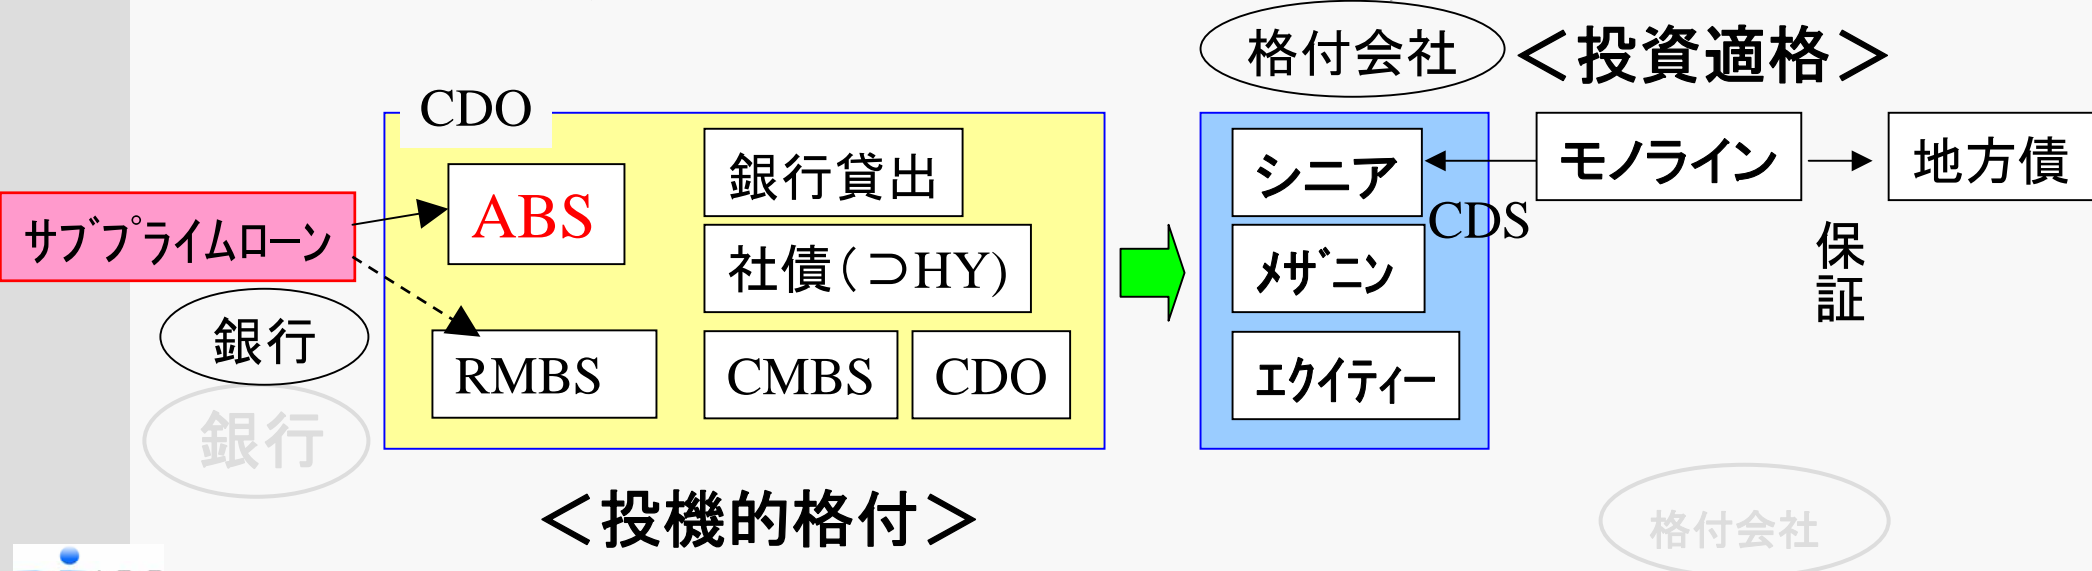 格付会社
＜投資適格＞
CDO
サブプライムローン
銀行
銀行
ABS
RMBS
銀行貸出
社債(⊃HY)
CMBS
CDO
＜投機的格付＞
シニア
メザニン
エクイティー
CDS
モノライン
地方債
保証
格付会社